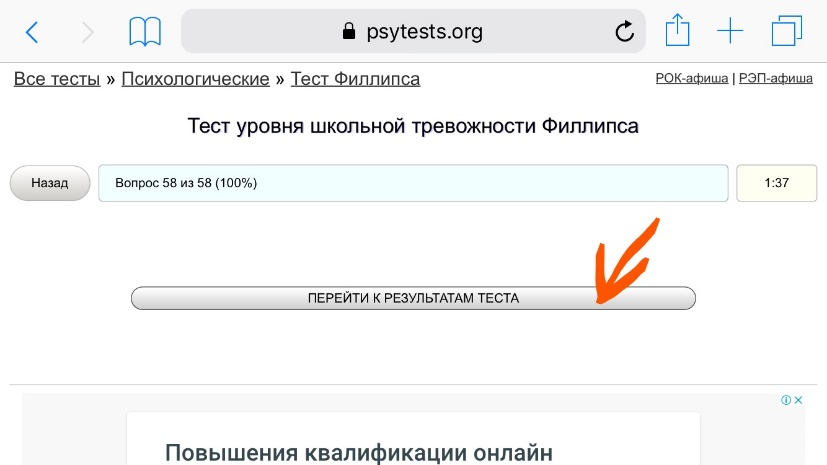 psytests.org
Все тесты » Психологические » Тест Филлипса
РОК-афиша | РЭП-афиша
Тест уровня школьной тревожности Филлипса
Назад
Вопрос 58 из 58 (100%)
1:37
ПЕРЕЙТИ К РЕЗУЛЬТАТАМ ТЕСТА
Повышения квалификации онлайн